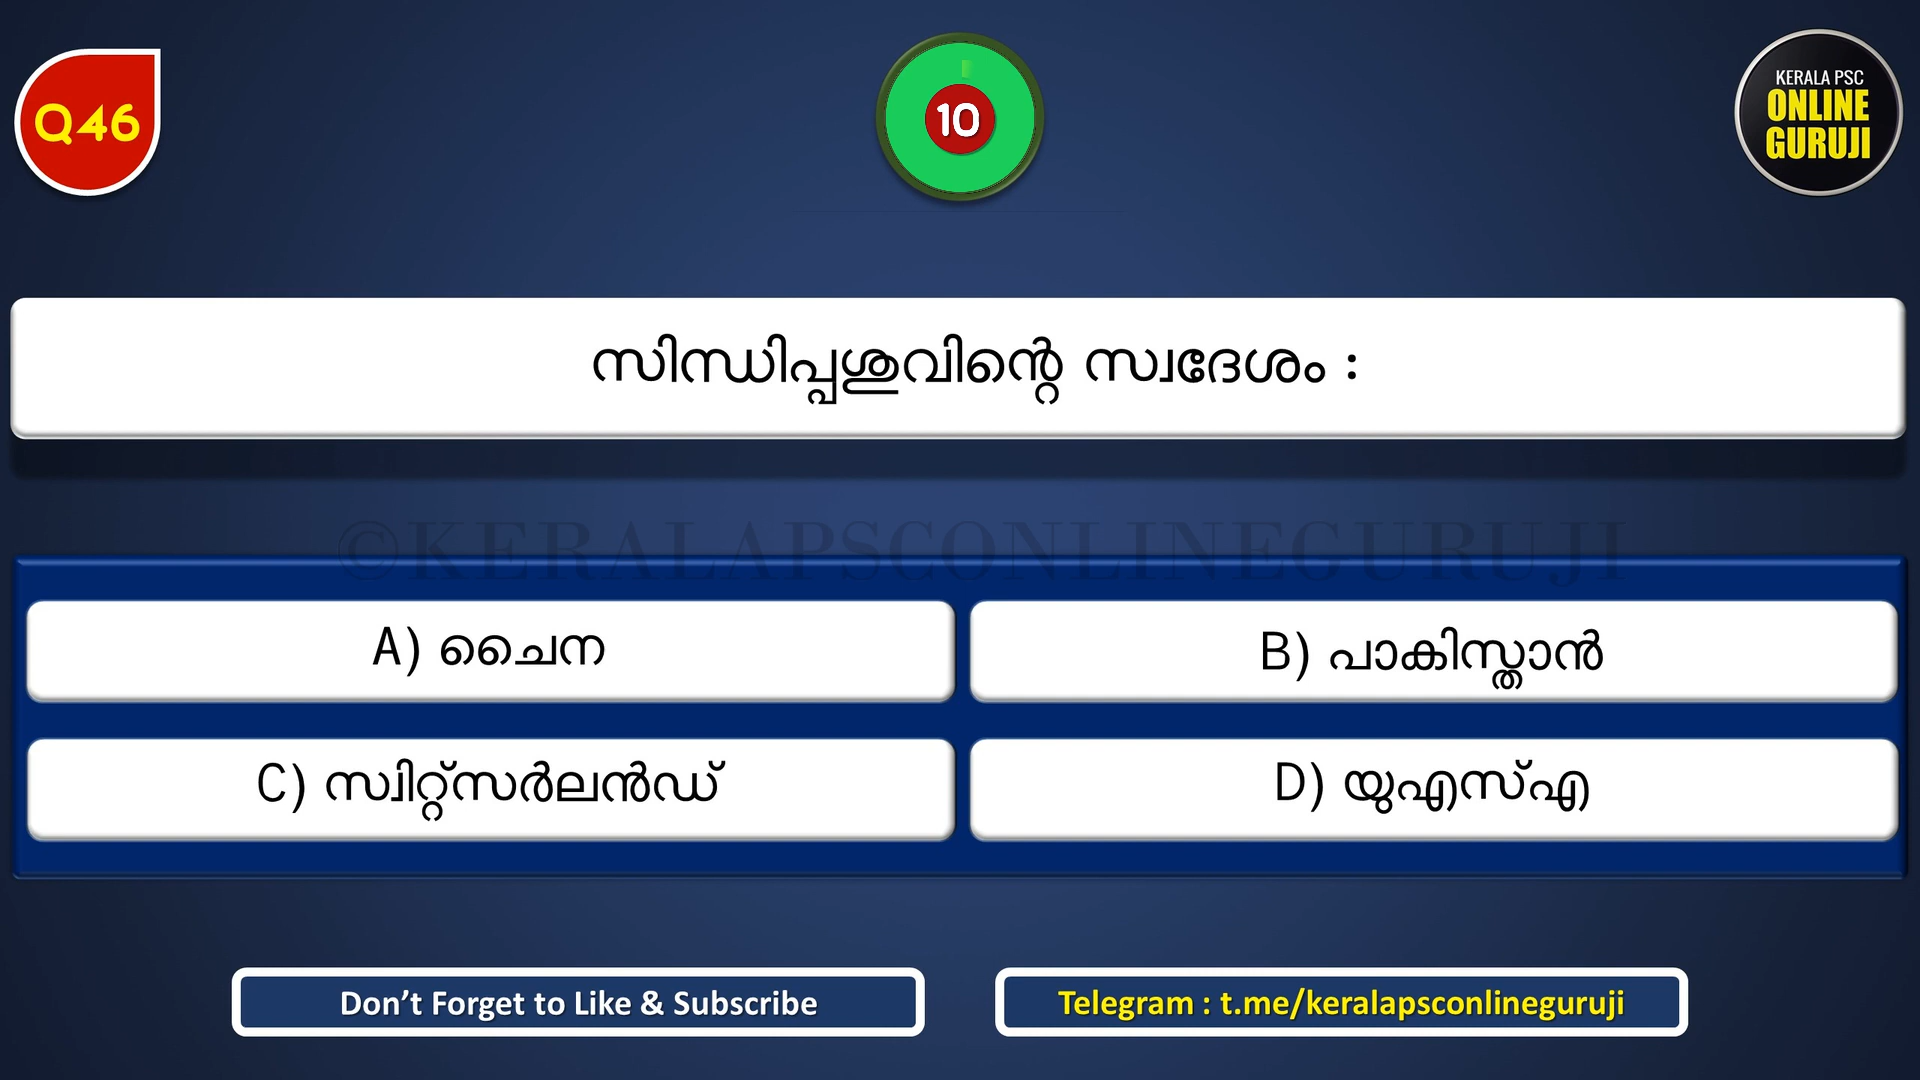 Q46
10
KERALA PSC
ONLINE
GURUJI
സിന്ധിപ്പശുവിന്റെ സ്വദേശം :
©KERALAPSCONLINEGURUJI
A) ചൈന
B) പാകിസ്താൻ
C) സ്വിറ്റ്സർലൻഡ്
D) യുഎസ്എ
Don’t Forget to Like & Subscribe
Telegram : t.me/keralapsconlineguruji